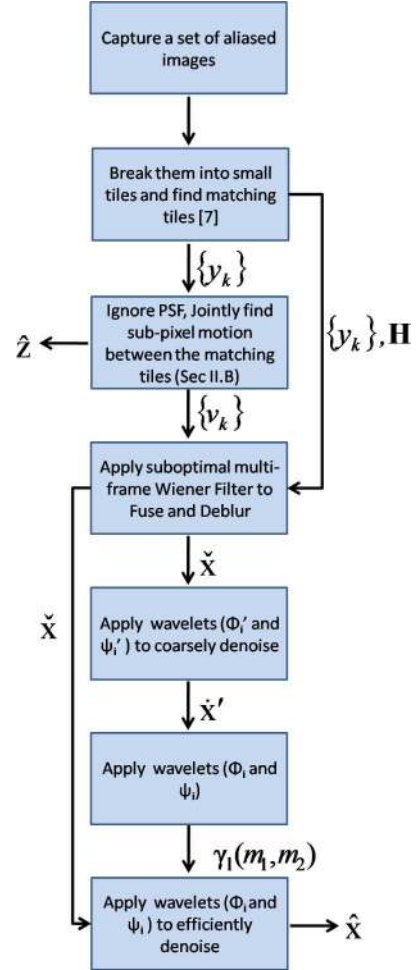 Capture a set of aliased
images
Break them into small
tiles and find matching
tiles [7]
{y_k}
Ignore PSF, Jointly find
sub-pixel motion
between the matching
tiles (Sec II.B)
ẑ
{y_k}, H
{v_k}
Apply suboptimal multi-
frame Wiener Filter to
Fuse and Deblur
x̌
x̌
Apply wavelets (Φᵢ' and
ψᵢ' ) to coarsely denoise
ẋ′
Apply wavelets (Φᵢ and
ψᵢ)
γ₁(m₁,m₂)
Apply wavelets (Φᵢ and
ψᵢ ) to efficiently
denoise
x̂